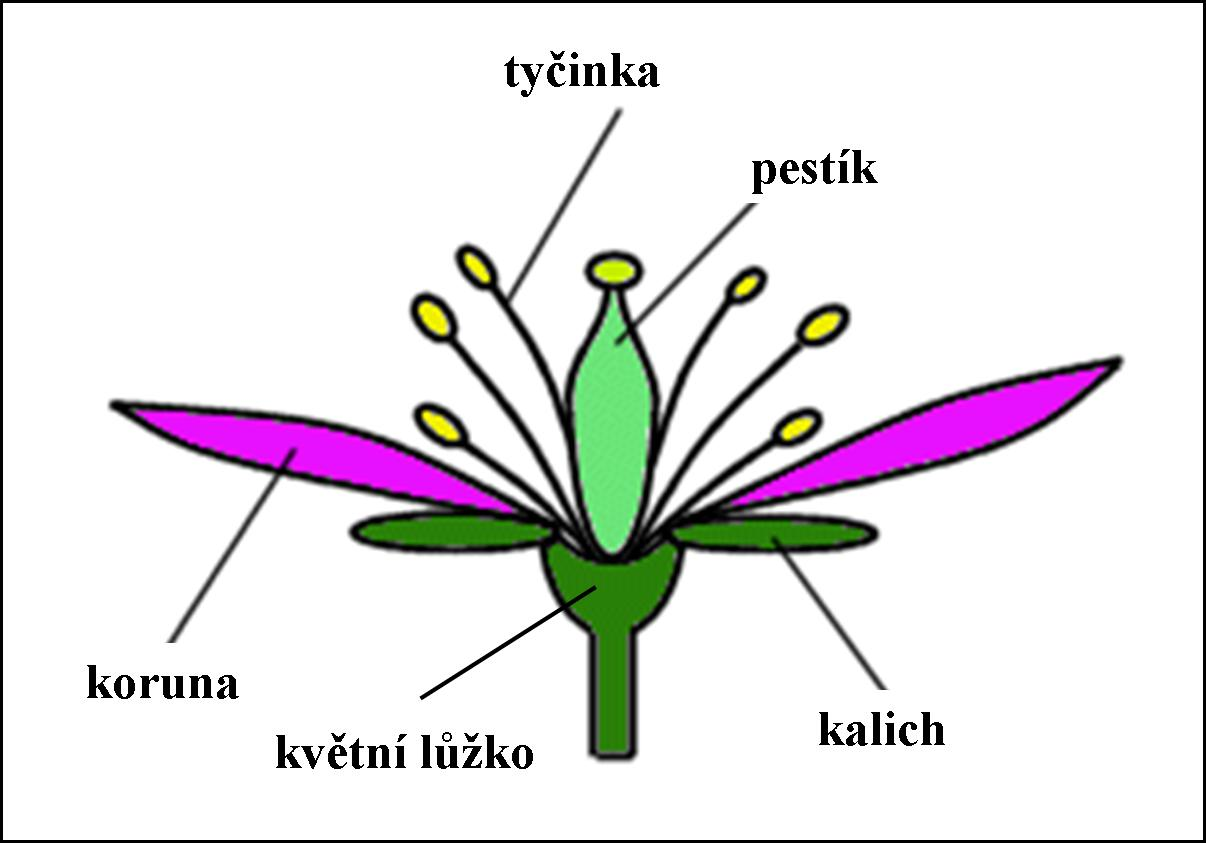 tyčinka
pestík
koruna
květní lůžko
kalich